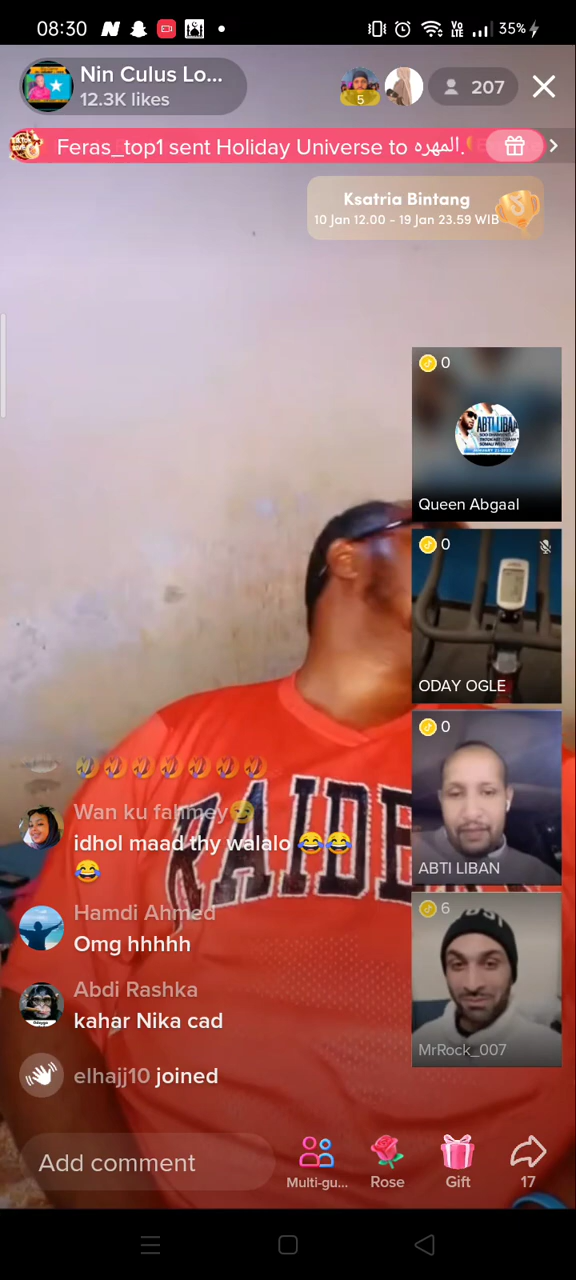 08:30
VO LTE
35%
Nin Culus Lo...
12.3K likes
5
207
Feras_top1 sent Holiday Universe to المهره.
Ksatria Bintang
10 Jan 12.00 - 19 Jan 23.59 WIB
0
ABTI LIBAN
Queen Abgaal
0
ODAY OGLE
0
ABTI LIBAN
6
MrRock_007
RAIDE
🤣🤣🤣🤣🤣🤣🤣
Wan ku fahmey
idhol maad thy walalo 😂😂
😂
Hamdi Ahmed
Omg hhhhh
Abdi Rashka
kahar Nika cad
elhajj10 joined
Add comment
Multi-gu...
Rose
Gift
17